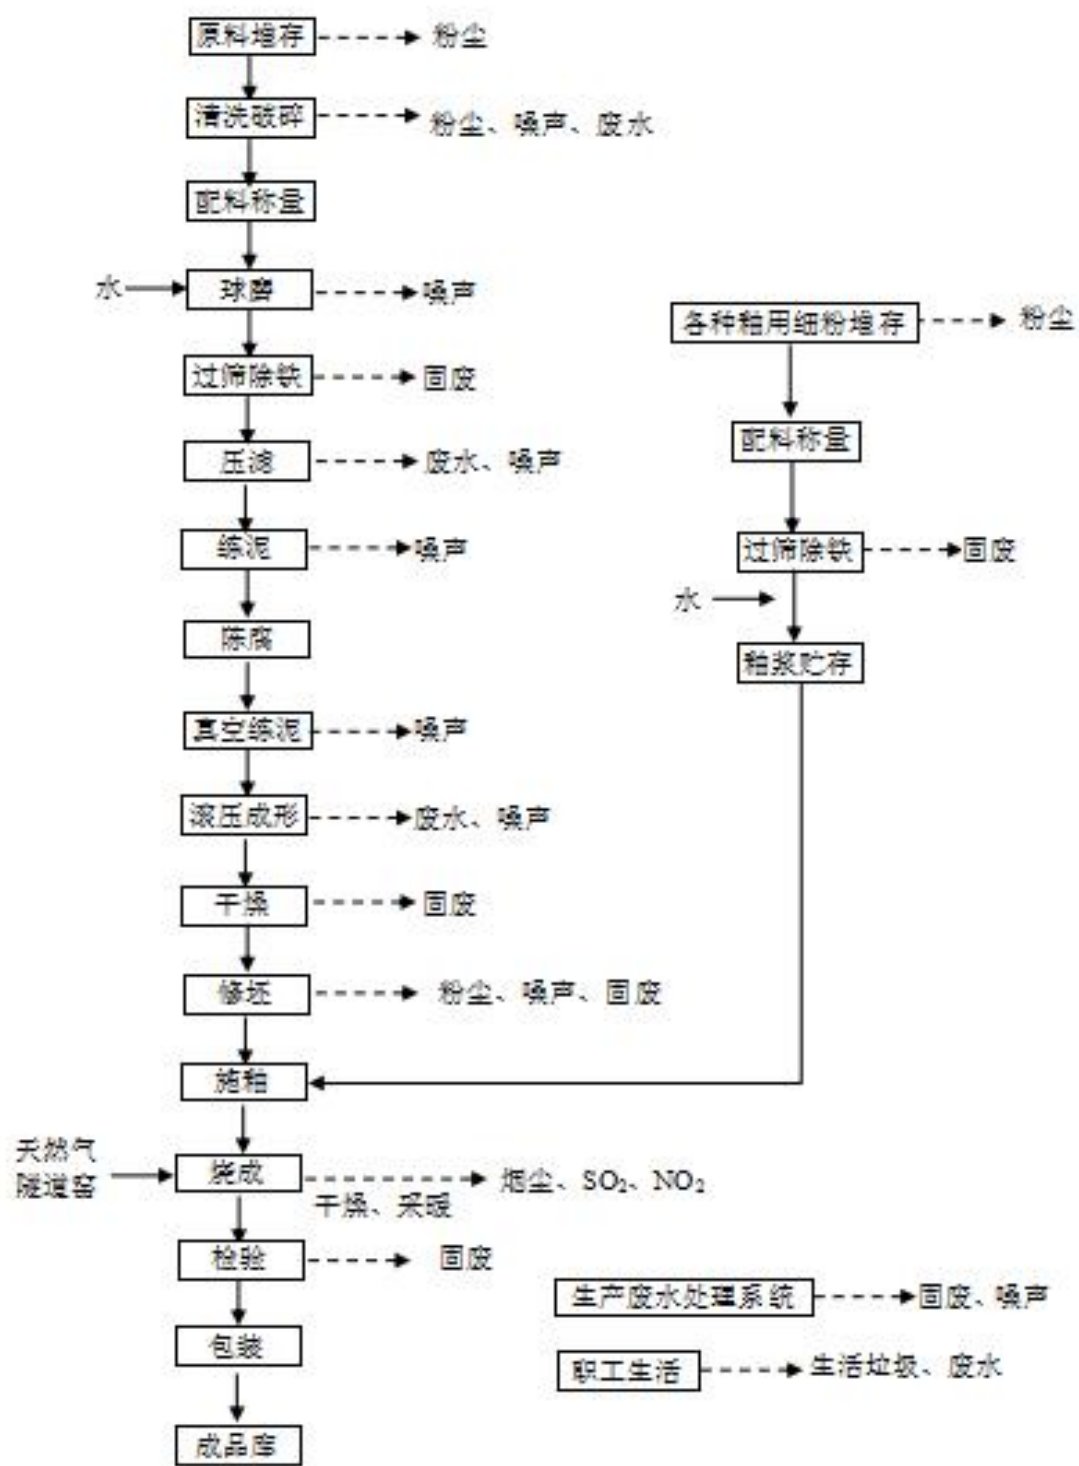 原料堆存
粉尘
清洗破碎
粉尘、噪声、废水
配料称量
水
球磨
噪声
各种釉用细粉堆存
粉尘
过筛除铁
固废
配料称量
压滤
废水、噪声
练泥
噪声
过筛除铁
固废
水
陈腐
釉浆贮存
真空练泥
噪声
滚压成形
废水、噪声
干燥
固废
修坯
粉尘、噪声、固废
施釉
天然气
隧道窑
烧成
烟尘、SO₂、NO₂
干燥、采暖
检验
固废
生产废水处理系统
固废、噪声
包装
职工生活
生活垃圾、废水
成品库